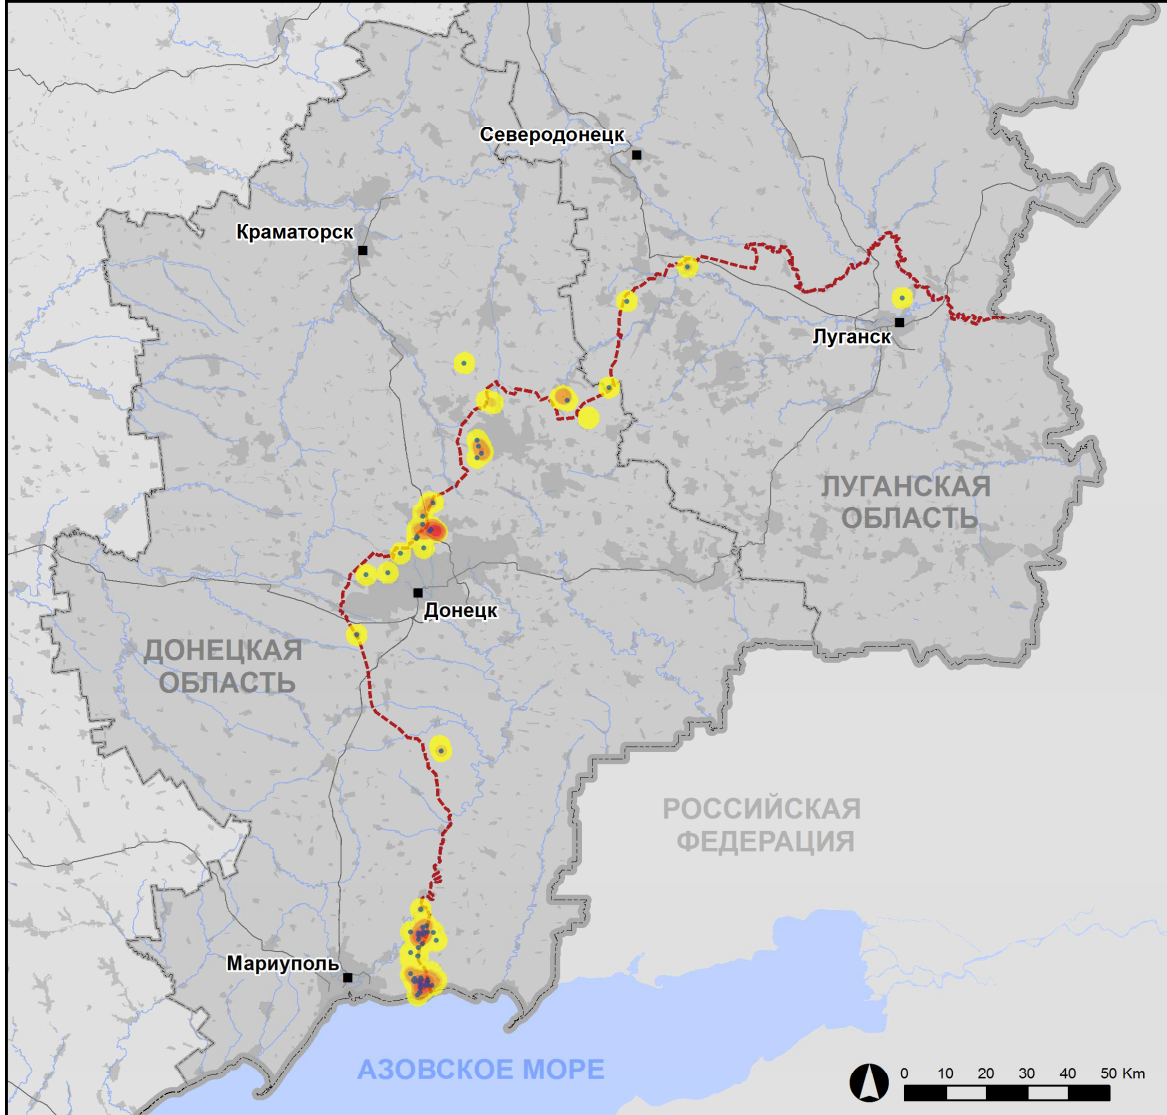 Северодонецк
Краматорск
Луганск
ЛУГАНСКАЯ
ОБЛАСТЬ
Донецк
ДОНЕЦКАЯ
ОБЛАСТЬ
РОССИЙСКАЯ
ФЕДЕРАЦИЯ
Мариуполь
АЗОВСКОЕ МОРЕ
0 10 20 30 40 50 Km